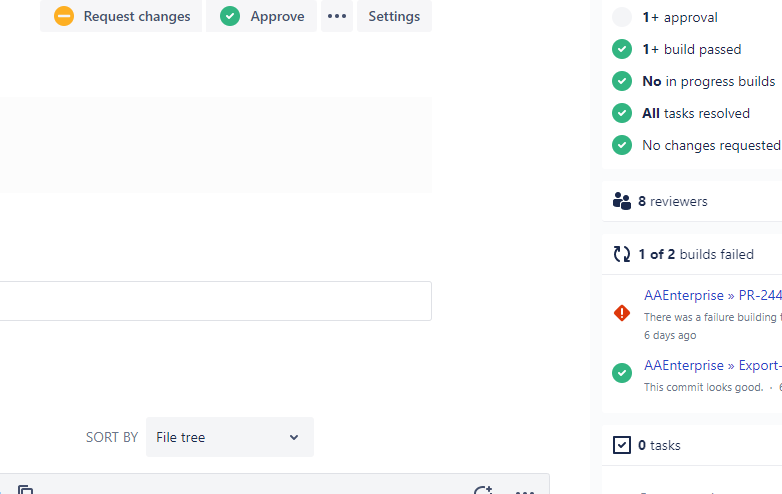 Request changes
Approve
Settings
SORT BY
File tree
1+ approval
1+ build passed
No in progress builds
All tasks resolved
No changes requested
8 reviewers
1 of 2 builds failed
AAEnterprise » PR-244
There was a failure building
6 days ago
AAEnterprise » Export-
This commit looks good. ·
0 tasks